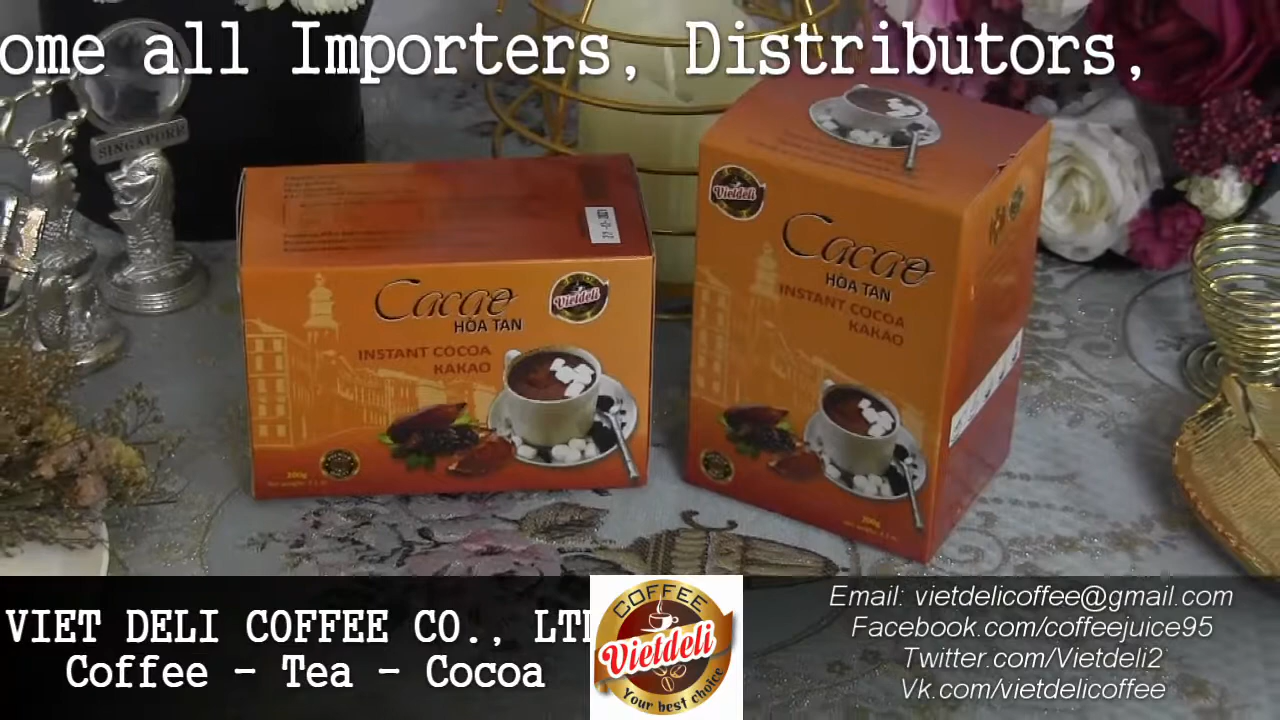 ome all Importers, Distributors,
SINGAPORE
Vietdeli
Cacao
HÒA TAN
INSTANT COCOA
KAKAO
200g
Vietdeli
Cacao
HÒA TAN
INSTANT COCOA
KAKAO
200g
VIET DELI COFFEE CO., LT
Coffee - Tea - Cocoa
COFFEE
Vietdeli
Your best choice
Email: vietdelicoffee@gmail.com
Facebook.com/coffeejuice95
Twitter.com/Vietdeli2
Vk.com/vietdelicoffee